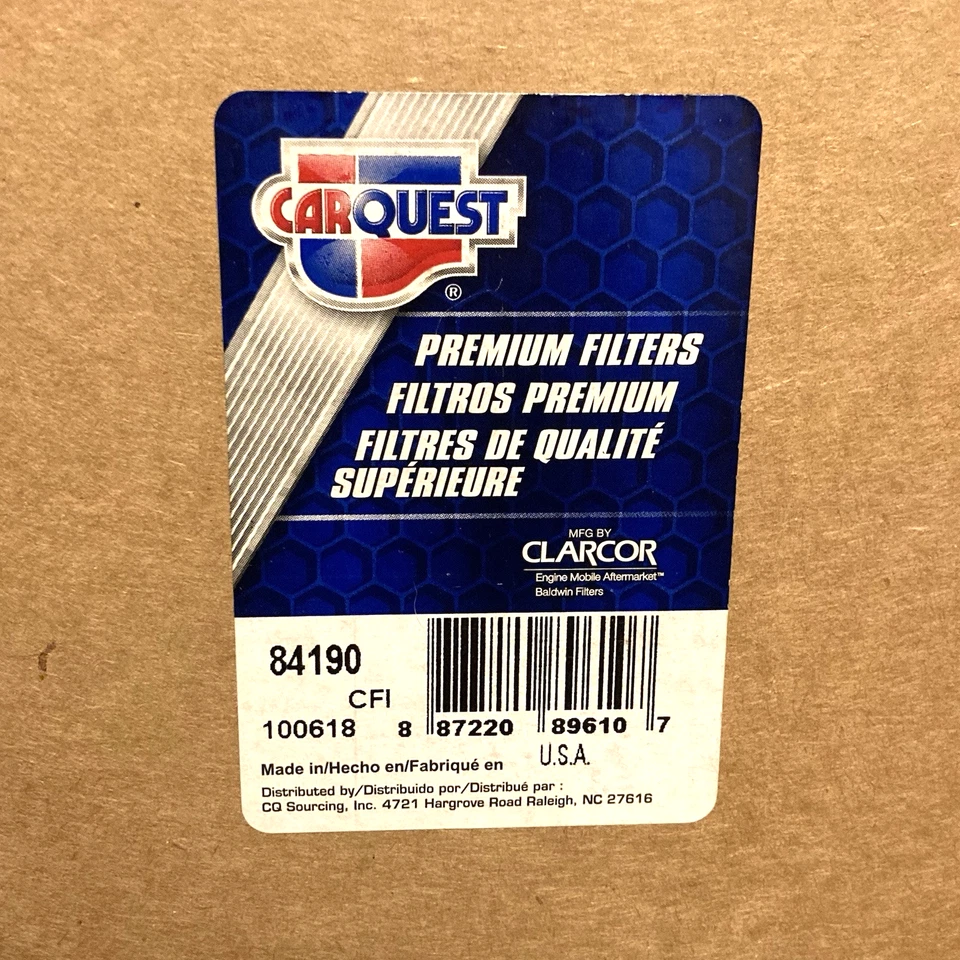 CARQUEST
®
PREMIUM FILTERS
FILTROS PREMIUM
FILTRES DE QUALITÉ
SUPÉRIEURE
MFG BY
CLARCOR
Engine Mobile Aftermarket™
Baldwin Filters
84190
CFI
100618
8 87220 89610 7
Made in/Hecho en/Fabriqué en U.S.A.
Distributed by/Distribuido por/Distribué par :
CQ Sourcing, Inc. 4721 Hargrove Road Raleigh, NC 27616